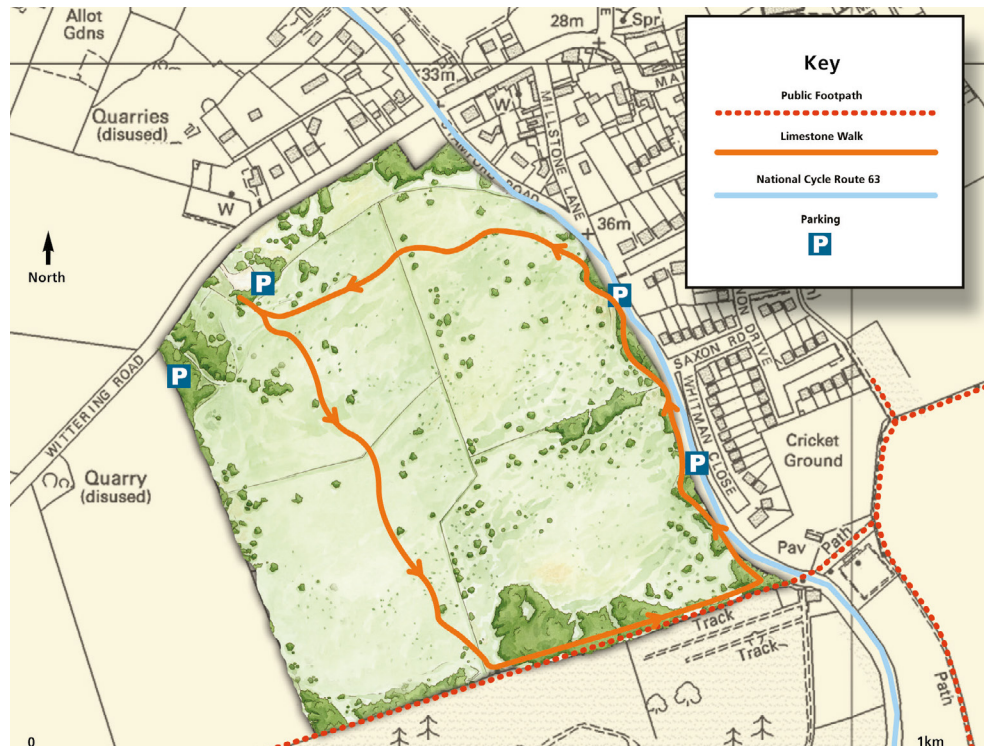 Allot
Gdns
Spr
28m
33m
W
Quarries
(disused)
W
STAMFORD ROAD
MILLSTONE LANE
36m
North
P
P
P
P
WITTERING ROAD
SAXON RD
WHITMAN CLOSE
Cricket
Ground
Quarry
(disused)
Pav
Path
Track
Track
Path
0
1km
Key
Public Footpath
Limestone Walk
National Cycle Route 63
Parking
P